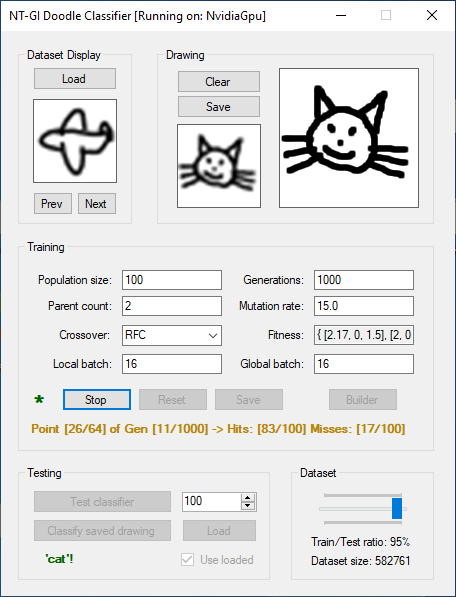 NT-GI Doodle Classifier [Running on: NvidiaGpu]
Dataset Display
Load
Prev
Next
Drawing
Clear
Save
Training
Population size: 100
Generations: 1000
Parent count: 2
Mutation rate: 15.0
Crossover: RFC
Fitness: { [2.17, 0, 1.5], [2, 0
Local batch: 16
Global batch: 16
* Stop Reset Save Builder
Point [26/64] of Gen [11/1000] -> Hits: [83/100] Misses: [17/100]
Testing
Test classifier 100
Classify saved drawing Load
'cat'! Use loaded
Dataset
Train/Test ratio: 95%
Dataset size: 582761